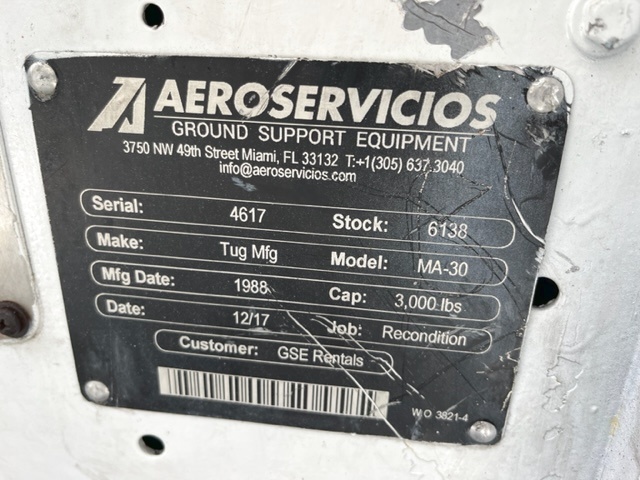 AEROSERVICIOS
GROUND SUPPORT EQUIPMENT
3750 NW 49th Street Miami, FL 33132 T:+1(305) 637 3040
info@aeroservicios.com
Serial: 4617 Stock: 6138
Make: Tug Mfg Model: MA-30
Mfg Date: 1988 Cap: 3,000 lbs
Date: 12/17 Job: Recondition
Customer: GSE Rentals
W O 3821-4